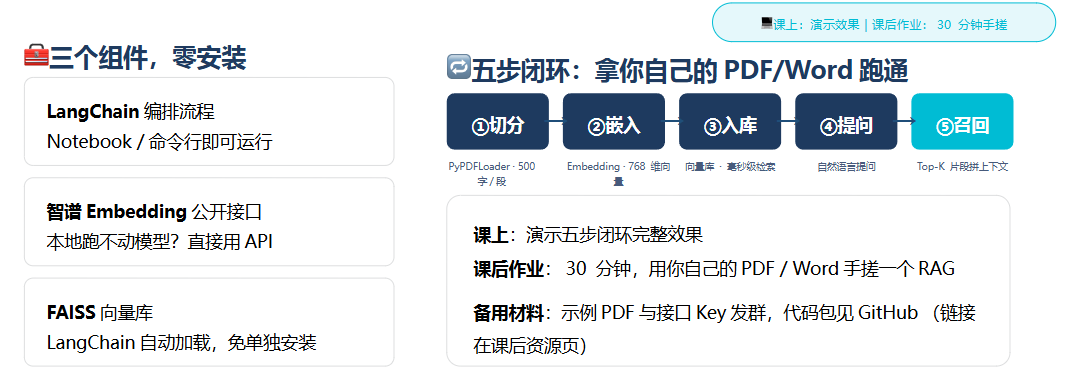 课上：演示效果 | 课后作业： 30 分钟手搓
三个组件，零安装
LangChain 编排流程
Notebook / 命令行即可运行
智谱 Embedding 公开接口
本地跑不动模型？直接用 API
FAISS 向量库
LangChain 自动加载，免单独安装
五步闭环：拿你自己的 PDF/Word 跑通
①切分
②嵌入
③入库
④提问
⑤召回
PyPDFLoader · 500
字 / 段
Embedding · 768 维向
量
向量库 · 毫秒级检索
自然语言提问
Top-K 片段拼上下文
课上：演示五步闭环完整效果
课后作业： 30 分钟，用你自己的 PDF / Word 手搓一个 RAG
备用材料：示例 PDF 与接口 Key 发群，代码包见 GitHub （链接
在课后资源页）